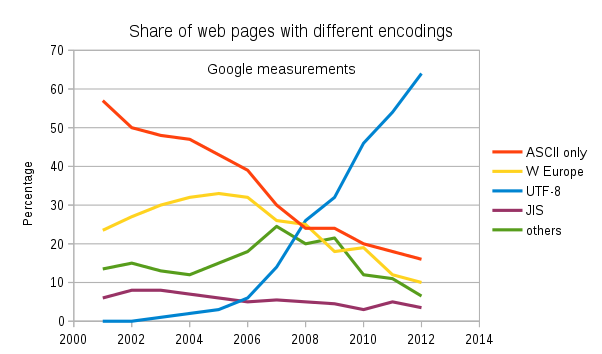 Share of web pages with different encodings
Google measurements
Percentage
70
60
50
40
30
20
10
0
2000 2002 2004 2006 2008 2010 2012 2014
ASCII only
W Europe
UTF-8
JIS
others